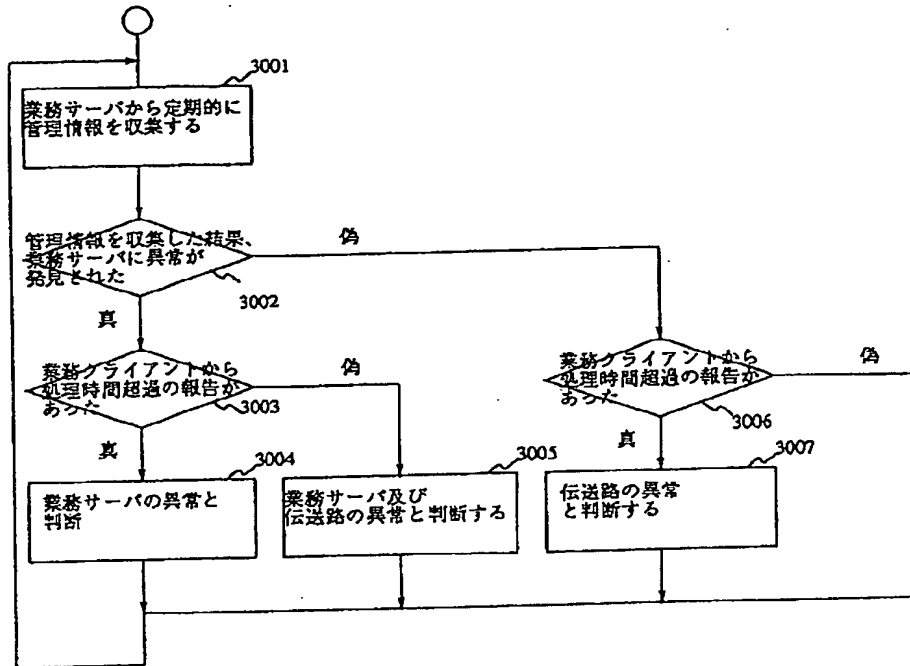 3001
業務サーバから定期的に
管理情報を収集する
管理情報を収集した結果、
業務サーバに異常が
発見された
偽
3002
真
業務クライアントから
処理時間超過の報告が
あった
偽
3003
真
業務クライアントから
処理時間超過の報告が
あった
偽
3006
真
3004
業務サーバの異常と
判断
3005
業務サーバ及び
伝送路の異常と判断する
3007
伝送路の異常
と判断する